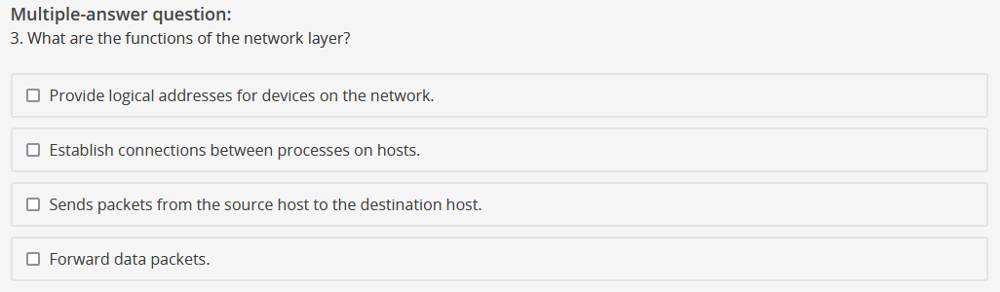 Multiple-answer question:
3. What are the functions of the network layer?
Provide logical addresses for devices on the network.
Establish connections between processes on hosts.
Sends packets from the source host to the destination host.
Forward data packets.